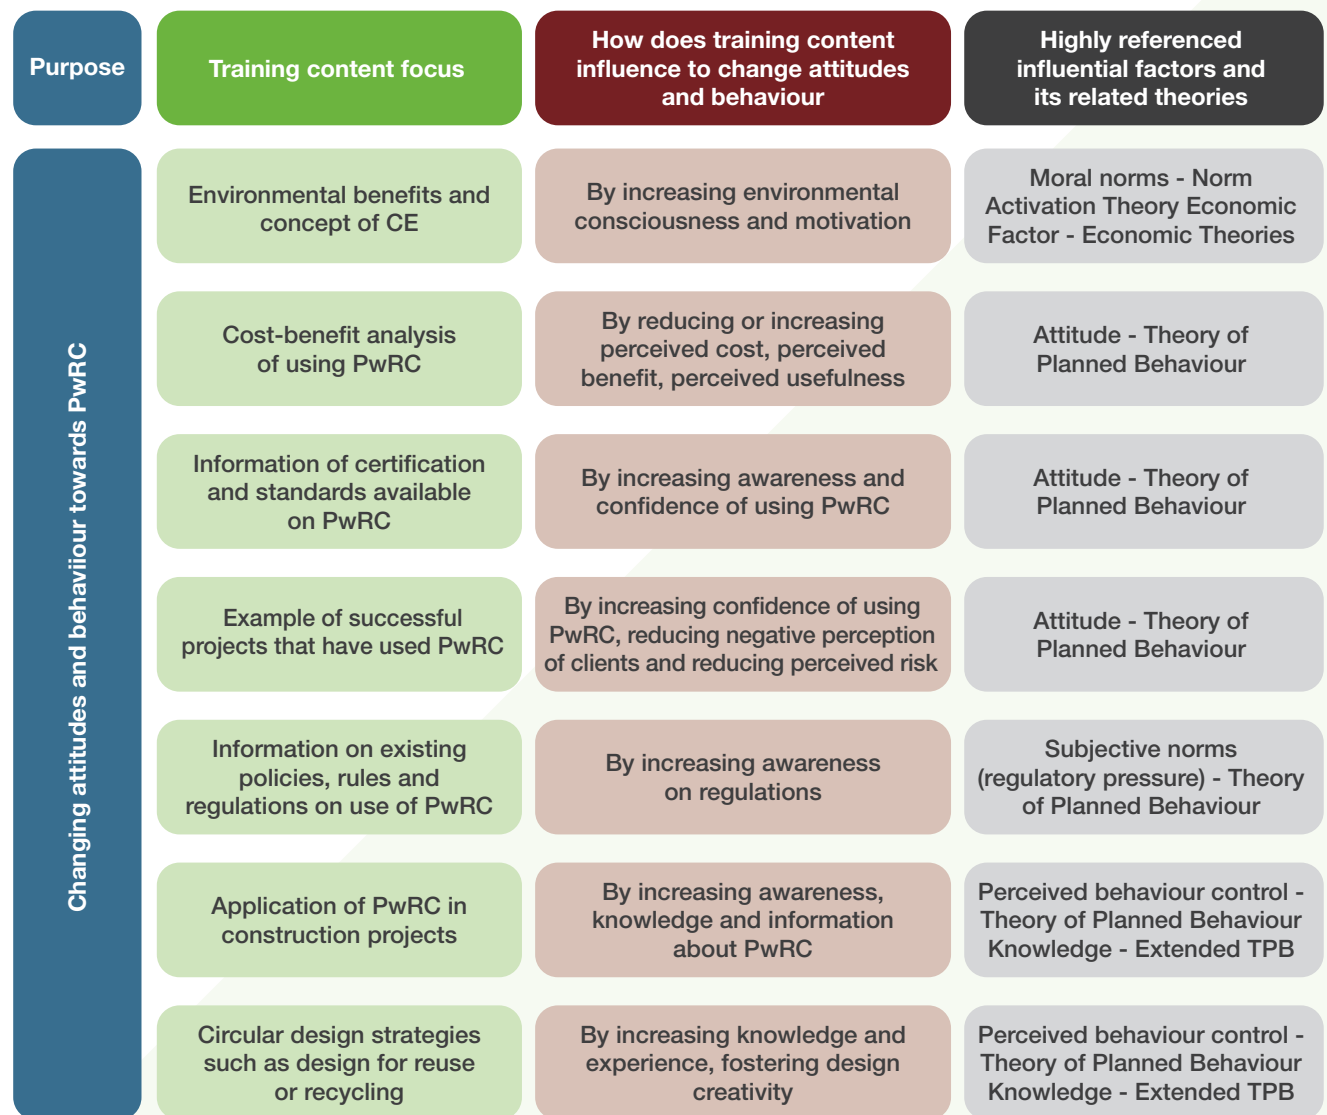 Purpose
Training content focus
How does training content
influence to change attitudes
and behaviour
Highly referenced
influential factors and
its related theories
Changing attitudes and behaviiour towards PwRC
Environmental benefits and
concept of CE
By increasing environmental
consciousness and motivation
Moral norms - Norm
Activation Theory Economic
Factor - Economic Theories
Cost-benefit analysis
of using PwRC
By reducing or increasing
perceived cost, perceived
benefit, perceived usefulness
Attitude - Theory of
Planned Behaviour
Information of certification
and standards available
on PwRC
By increasing awareness and
confidence of using PwRC
Attitude - Theory of
Planned Behaviour
Example of successful
projects that have used PwRC
By increasing confidence of using
PwRC, reducing negative perception
of clients and reducing perceived risk
Attitude - Theory of
Planned Behaviour
Information on existing
policies, rules and
regulations on use of PwRC
By increasing awareness
on regulations
Subjective norms
(regulatory pressure) - Theory
of Planned Behaviour
Application of PwRC in
construction projects
By increasing awareness,
knowledge and information
about PwRC
Perceived behaviour control -
Theory of Planned Behaviour
Knowledge - Extended TPB
Circular design strategies
such as design for reuse
or recycling
By increasing knowledge and
experience, fostering design
creativity
Perceived behaviour control -
Theory of Planned Behaviour
Knowledge - Extended TPB